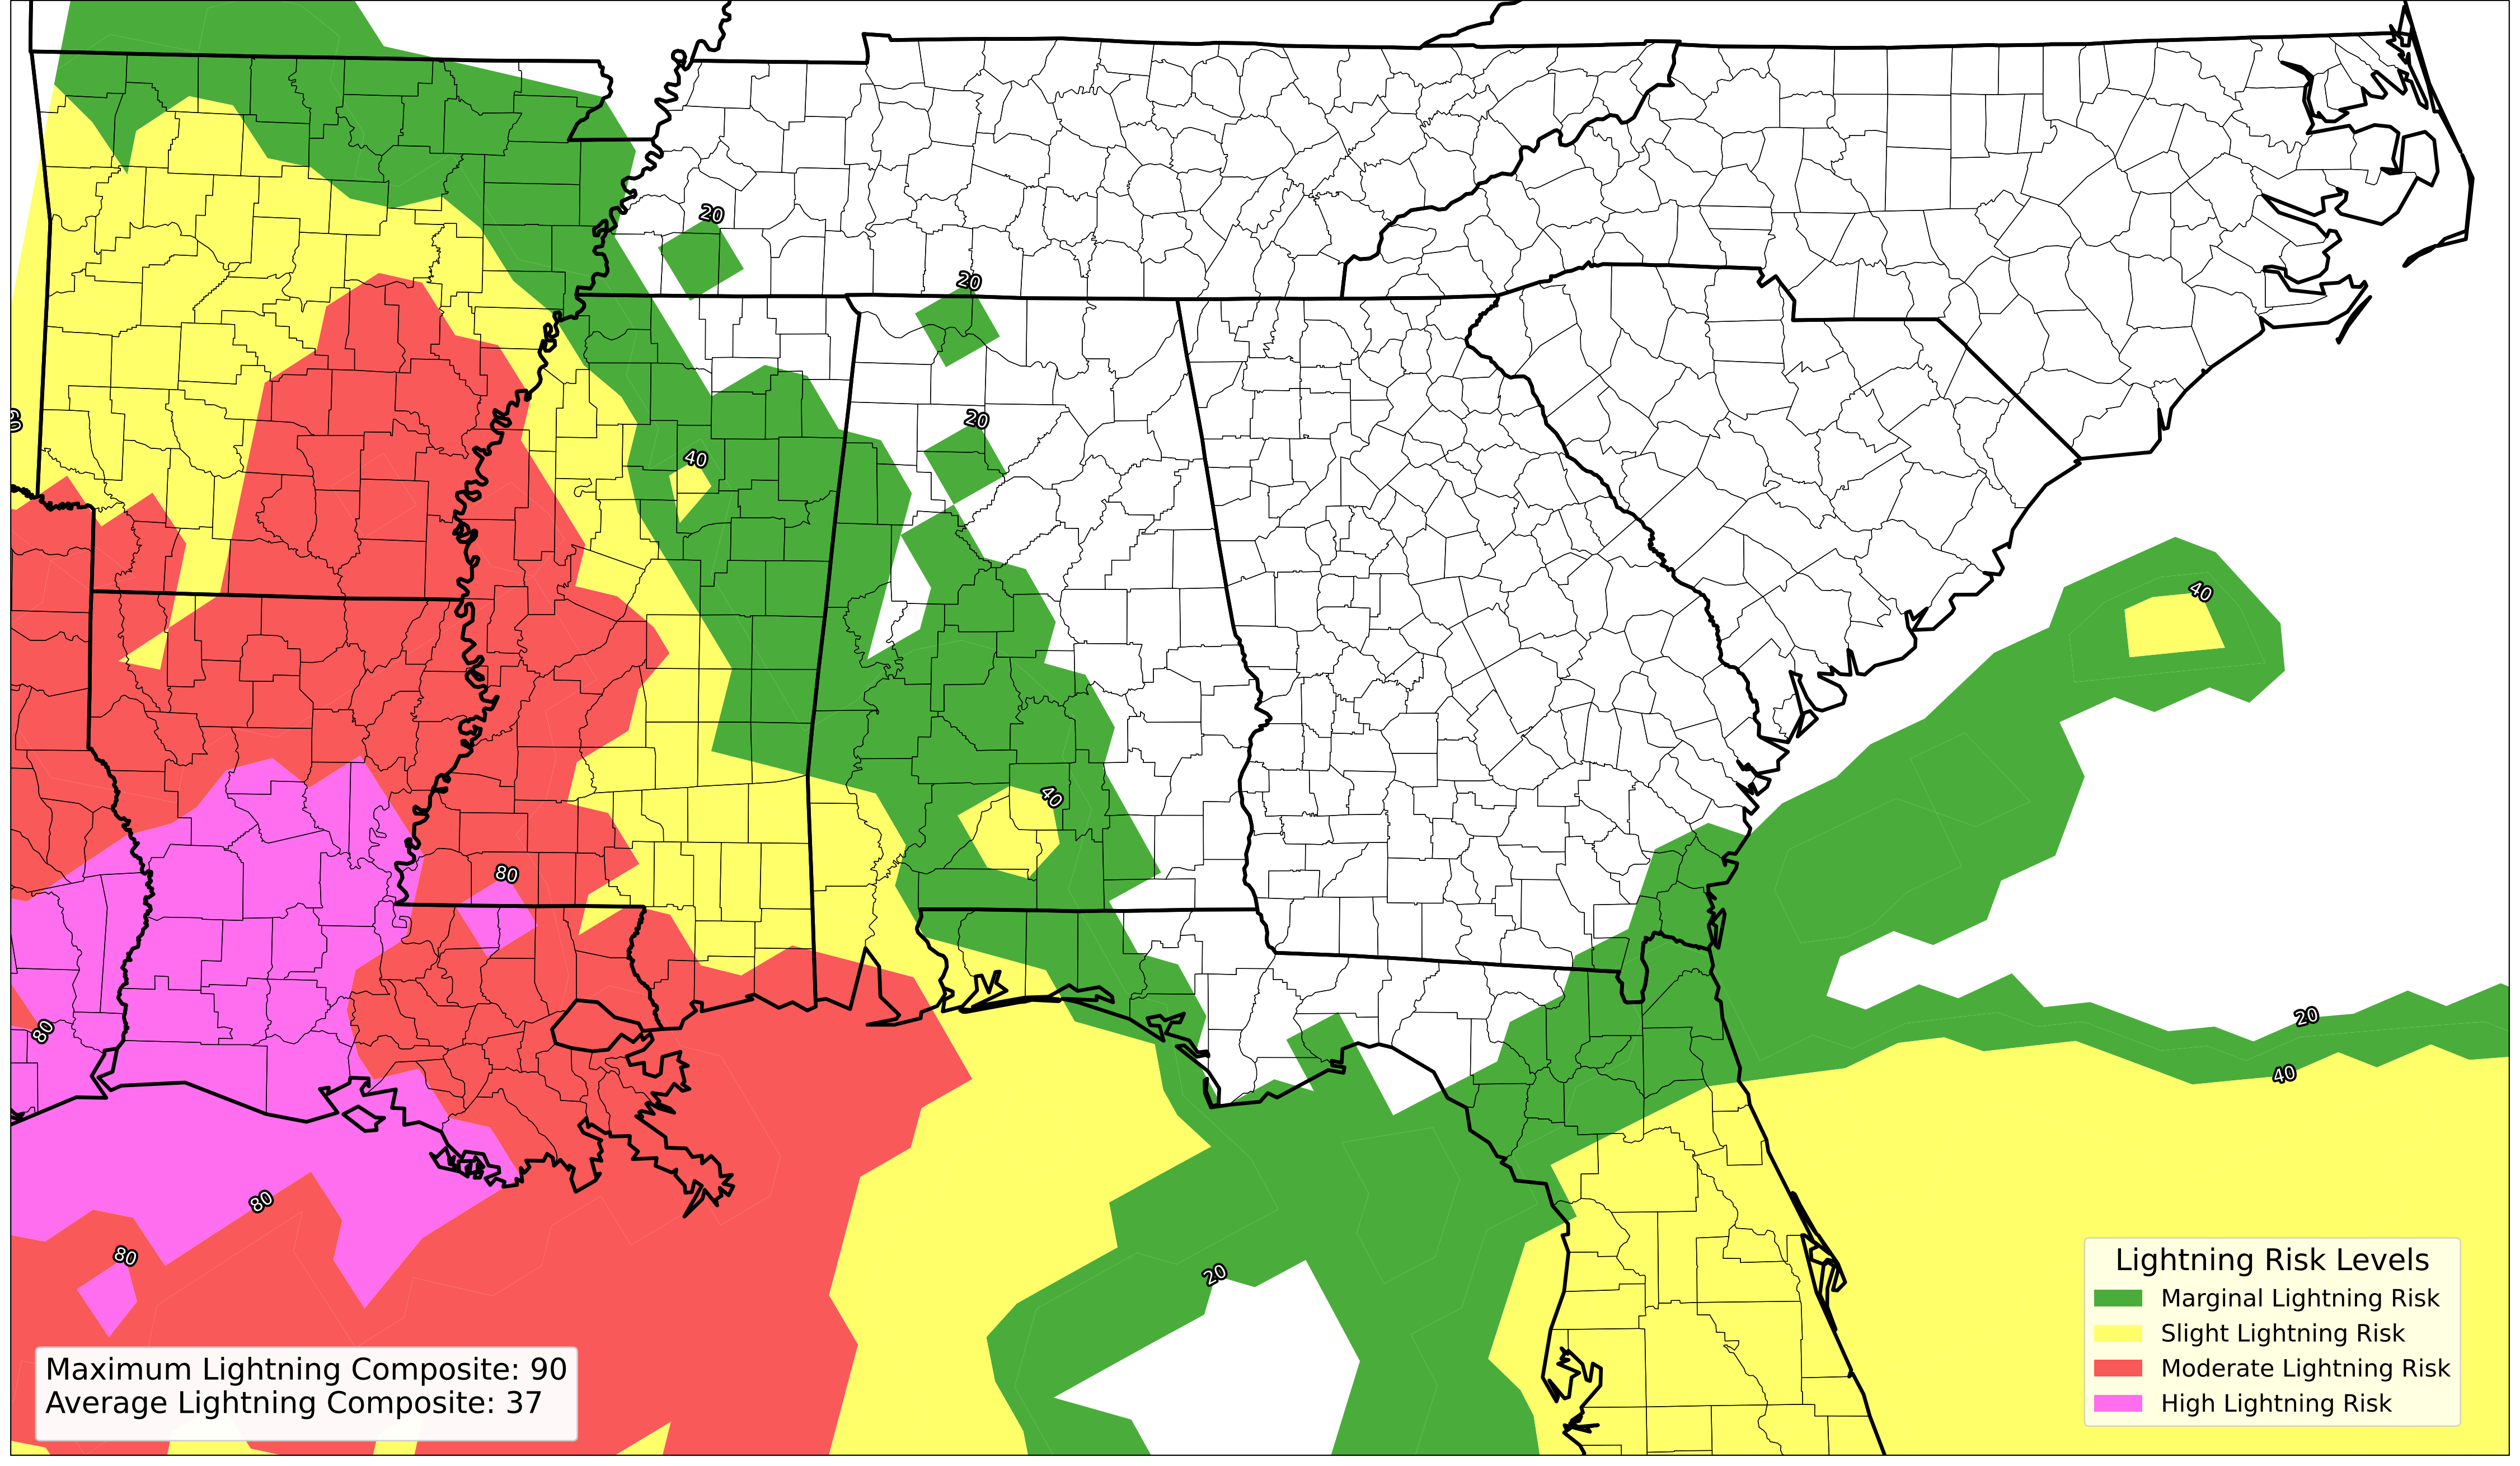 20
20
20
40
40
40
80
80
20
40
80
80
20
Lightning Risk Levels
Marginal Lightning Risk
Slight Lightning Risk
Moderate Lightning Risk
High Lightning Risk
Maximum Lightning Composite: 90
Average Lightning Composite: 37